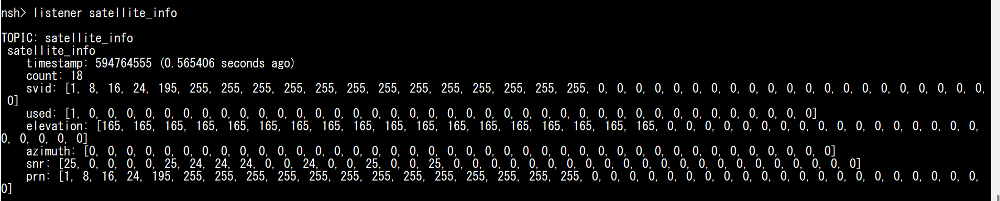 nsh> listener satellite_info
TOPIC: satellite_info
satellite_info
timestamp: 594764555 (0.565406 seconds ago)
count: 18
svid: [1, 8, 16, 24, 195, 255, 255, 255, 255, 255, 255, 255, 255, 255, 255, 255, 255, 255, 0, 0, 0, 0, 0, 0, 0, 0, 0, 0, 0, 0, 0, 0, 0, 0, 0, 0, 0, 0, 0,
0]
used: [1, 0, 0, 0, 0, 0, 0, 0, 0, 0, 0, 0, 0, 0, 0, 0, 0, 0, 0, 0, 0, 0, 0, 0, 0, 0, 0, 0, 0, 0, 0, 0, 0, 0, 0, 0, 0, 0, 0, 0]
elevation: [165, 165, 165, 165, 165, 165, 165, 165, 165, 165, 165, 165, 165, 165, 165, 165, 165, 165, 0, 0, 0, 0, 0, 0, 0, 0, 0, 0, 0, 0, 0, 0, 0, 0, 0,
0, 0, 0, 0, 0]
azimuth: [0, 0, 0, 0, 0, 0, 0, 0, 0, 0, 0, 0, 0, 0, 0, 0, 0, 0, 0, 0, 0, 0, 0, 0, 0, 0, 0, 0, 0, 0, 0, 0, 0, 0, 0, 0, 0, 0, 0, 0]
snr: [25, 0, 0, 0, 0, 25, 24, 24, 24, 0, 0, 24, 0, 0, 25, 0, 0, 25, 0, 0, 0, 0, 0, 0, 0, 0, 0, 0, 0, 0, 0, 0, 0, 0, 0, 0, 0, 0, 0, 0]
prn: [1, 8, 16, 24, 195, 255, 255, 255, 255, 255, 255, 255, 255, 255, 255, 255, 255, 255, 0, 0, 0, 0, 0, 0, 0, 0, 0, 0, 0, 0, 0, 0, 0, 0, 0, 0, 0, 0, 0,
0]